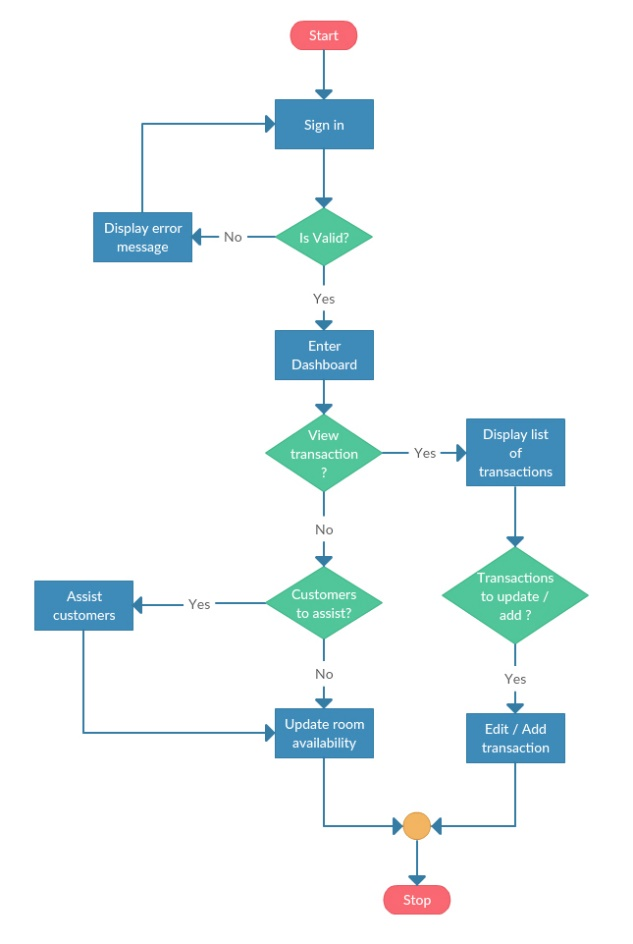 Start
Sign in
Display error
message
No
Is Valid?
Yes
Enter
Dashboard
View
transaction
?
Yes
Display list
of
transactions
No
Assist
customers
Yes
Customers
to assist?
Transactions
to update /
add ?
No
Yes
Update room
availability
Edit / Add
transaction
Stop